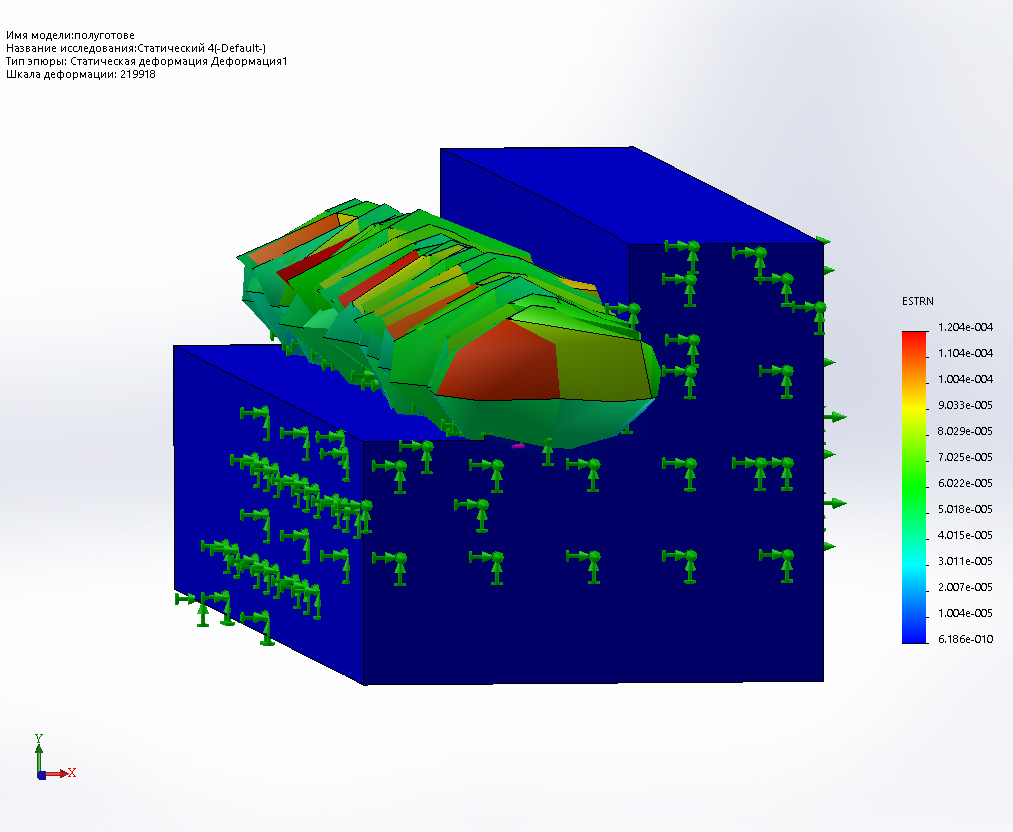 Имя модели:полуготове
Название исследования:Статический 4(-Default-)
Тип эпюры: Статическая деформация Деформация1
Шкала деформации: 219918
ESTRN
1.204e-004
1.104e-004
1.004e-004
9.033e-005
8.029e-005
7.025e-005
6.022e-005
5.018e-005
4.015e-005
3.011e-005
2.007e-005
1.004e-005
6.186e-010
Y
X